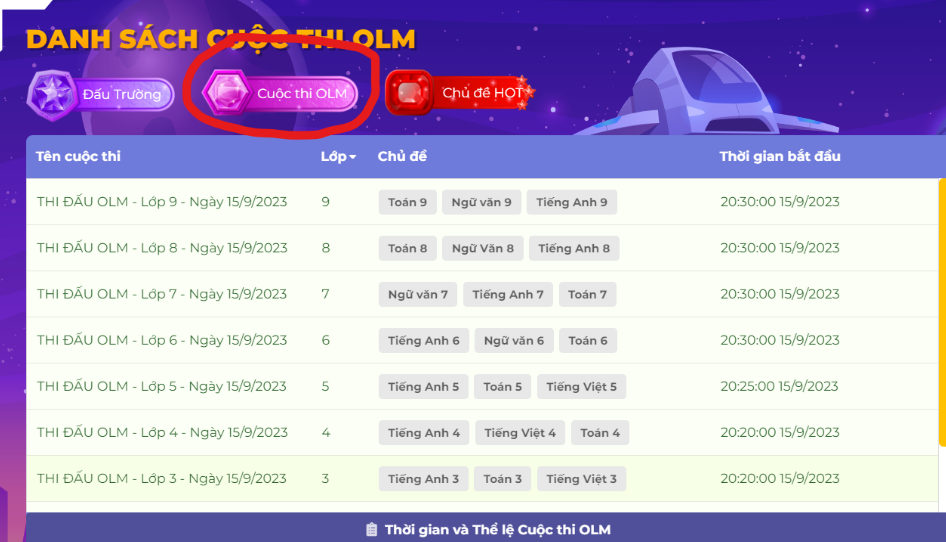 DANH SÁCH CUỘC THI OLM
Đấu Trường Cuộc thi OLM Chủ đề HOT
Tên cuộc thi Lớp Chủ đề Thời gian bắt đầu
THI ĐẤU OLM - Lớp 9 - Ngày 15/9/2023 9 Toán 9 Ngữ văn 9 Tiếng Anh 9 20:30:00 15/9/2023
THI ĐẤU OLM - Lớp 8 - Ngày 15/9/2023 8 Toán 8 Ngữ Văn 8 Tiếng Anh 8 20:30:00 15/9/2023
THI ĐẤU OLM - Lớp 7 - Ngày 15/9/2023 7 Ngữ văn 7 Tiếng Anh 7 Toán 7 20:30:00 15/9/2023
THI ĐẤU OLM - Lớp 6 - Ngày 15/9/2023 6 Tiếng Anh 6 Ngữ văn 6 Toán 6 20:30:00 15/9/2023
THI ĐẤU OLM - Lớp 5 - Ngày 15/9/2023 5 Tiếng Anh 5 Toán 5 Tiếng Việt 5 20:25:00 15/9/2023
THI ĐẤU OLM - Lớp 4 - Ngày 15/9/2023 4 Tiếng Anh 4 Tiếng Việt 4 Toán 4 20:20:00 15/9/2023
THI ĐẤU OLM - Lớp 3 - Ngày 15/9/2023 3 Tiếng Anh 3 Toán 3 Tiếng Việt 3 20:20:00 15/9/2023
Thời gian và Thể lệ Cuộc thi OLM